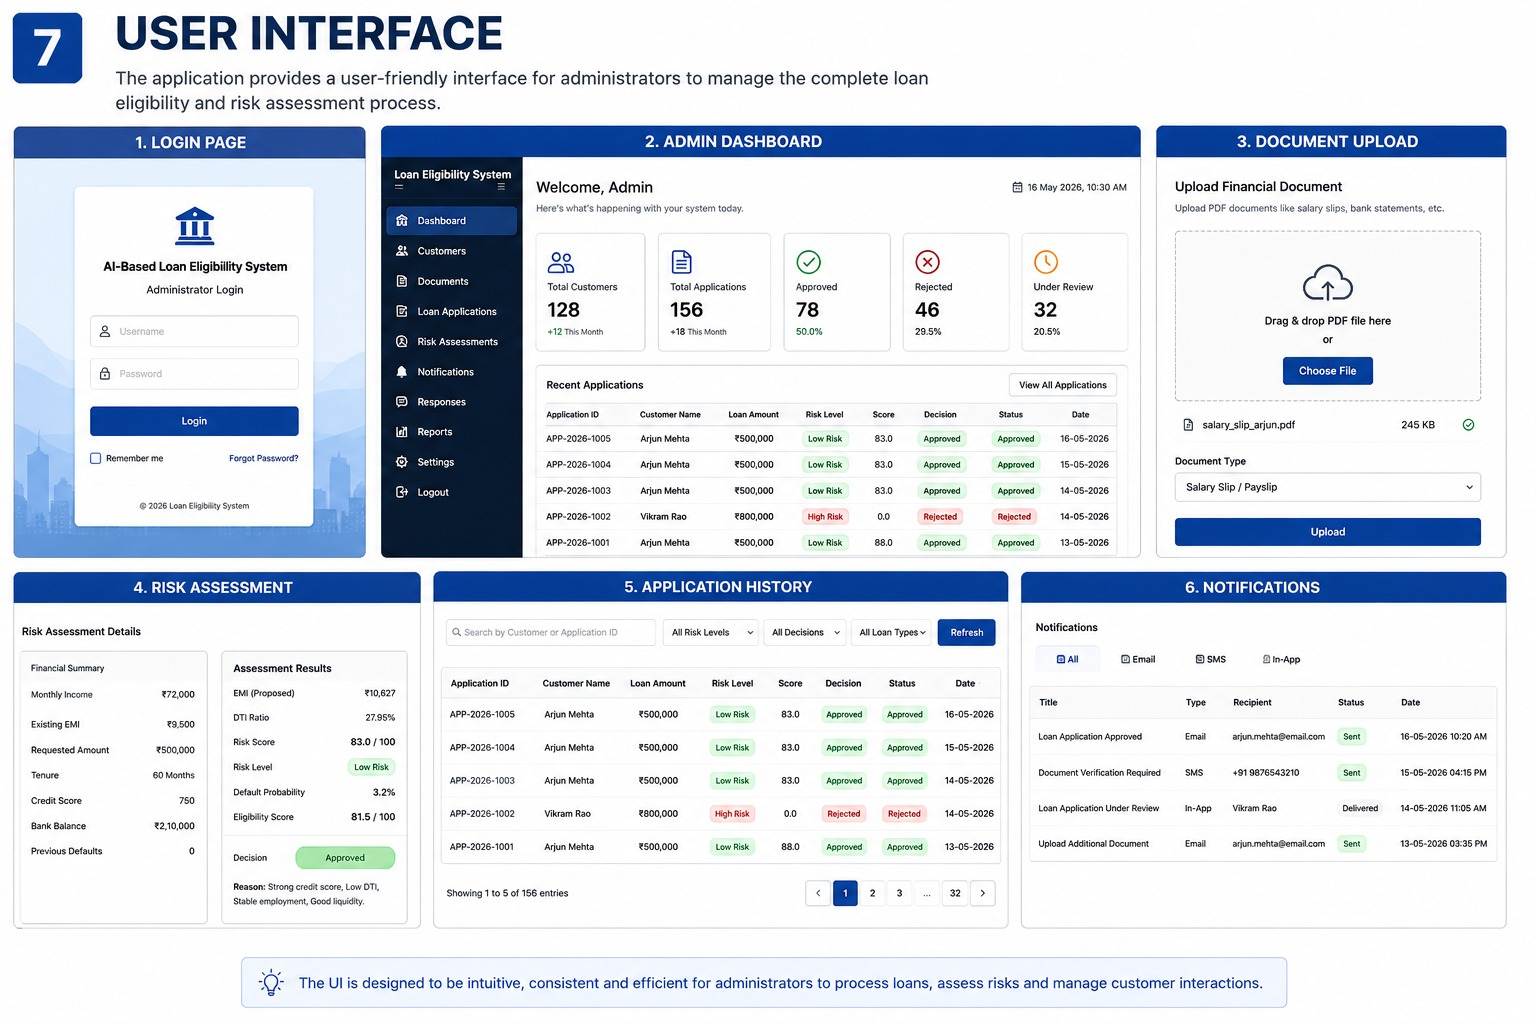 7
USER INTERFACE
The application provides a user-friendly interface for administrators to manage the complete loan
eligibility and risk assessment process.
1. LOGIN PAGE
AI-Based Loan Eligibility System
Administrator Login
Username
Password
Login
Remember me Forgot Password?
© 2026 Loan Eligibility System
2. ADMIN DASHBOARD
Loan Eligibility System
Dashboard
Customers
Documents
Loan Applications
Risk Assessments
Notifications
Responses
Reports
Settings
Logout
Welcome, Admin 16 May 2026, 10:30 AM
Here's what's happening with your system today.
Total Customers
128
+12 This Month
Total Applications
156
+18 This Month
Approved
78
50.0%
Rejected
46
29.5%
Under Review
32
20.5%
Recent Applications View All Applications
Application ID Customer Name Loan Amount Risk Level Score Decision Status Date
APP-2026-1005 Arjun Mehta ₹500,000 Low Risk 83.0 Approved Approved 16-05-2026
APP-2026-1004 Arjun Mehta ₹500,000 Low Risk 83.0 Approved Approved 15-05-2026
APP-2026-1003 Arjun Mehta ₹500,000 Low Risk 83.0 Approved Approved 14-05-2026
APP-2026-1002 Vikram Rao ₹800,000 High Risk 0.0 Rejected Rejected 14-05-2026
APP-2026-1001 Arjun Mehta ₹500,000 Low Risk 88.0 Approved Approved 13-05-2026
3. DOCUMENT UPLOAD
Upload Financial Document
Upload PDF documents like salary slips, bank statements, etc.
Drag & drop PDF file here
or
Choose File
salary_slip_arjun.pdf 245 KB
Document Type
Salary Slip / Payslip
Upload
4. RISK ASSESSMENT
Risk Assessment Details
Financial Summary
Monthly Income ₹72,000
Existing EMI ₹9,500
Requested Amount ₹500,000
Tenure 60 Months
Credit Score 750
Bank Balance ₹2,10,000
Previous Defaults 0
Assessment Results
EMI (Proposed) ₹10,627
DTI Ratio 27.95%
Risk Score 83.0 / 100
Risk Level Low Risk
Default Probability 3.2%
Eligibility Score 81.5 / 100
Decision Approved
Reason: Strong credit score, Low DTI,
Stable employment, Good liquidity.
5. APPLICATION HISTORY
Search by Customer or Application ID All Risk Levels All Decisions All Loan Types Refresh
Application ID Customer Name Loan Amount Risk Level Score Decision Status Date
APP-2026-1005 Arjun Mehta ₹500,000 Low Risk 83.0 Approved Approved 16-05-2026
APP-2026-1004 Arjun Mehta ₹500,000 Low Risk 83.0 Approved Approved 15-05-2026
APP-2026-1003 Arjun Mehta ₹500,000 Low Risk 83.0 Approved Approved 14-05-2026
APP-2026-1002 Vikram Rao ₹800,000 High Risk 0.0 Rejected Rejected 14-05-2026
APP-2026-1001 Arjun Mehta ₹500,000 Low Risk 88.0 Approved Approved 13-05-2026
Showing 1 to 5 of 156 entries 1 2 3 ... 32
6. NOTIFICATIONS
Notifications
All Email SMS In-App
Title Type Recipient Status Date
Loan Application Approved Email arjun.mehta@email.com Sent 16-05-2026 10:20 AM
Document Verification Required SMS +91 9876543210 Sent 15-05-2026 04:15 PM
Loan Application Under Review In-App Vikram Rao Delivered 14-05-2026 11:05 AM
Upload Additional Document Email arjun.mehta@email.com Sent 13-05-2026 03:35 PM
The UI is designed to be intuitive, consistent and efficient for administrators to process loans, assess risks and manage customer interactions.